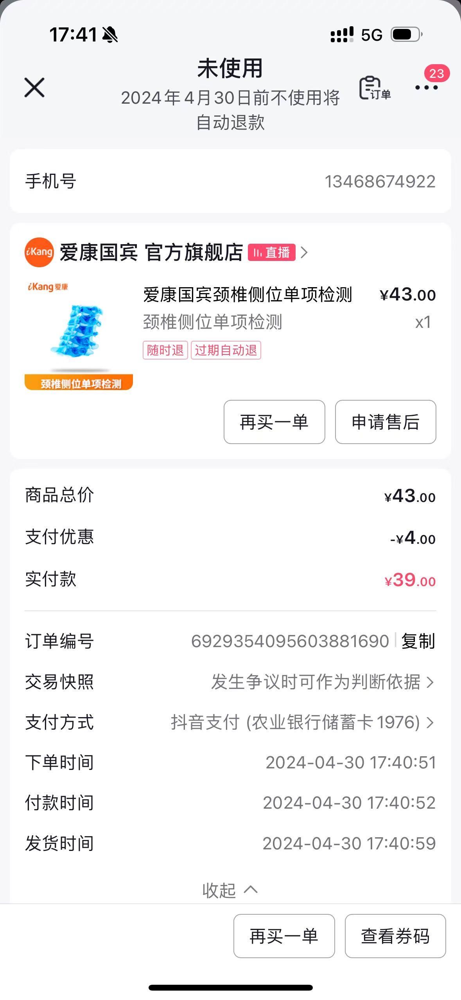 17:41
5G
未使用
2024年4月30日前不使用将
自动退款
订单
23
手机号 13468674922
iKang 爱康国宾 官方旗舰店 直播
iKang爱康
爱康国宾颈椎侧位单项检测 ¥43.00
颈椎侧位单项检测 x1
随时退 过期自动退
颈椎侧位单项检测
再买一单 申请售后
商品总价 ¥43.00
支付优惠 -¥4.00
实付款 ¥39.00
订单编号 6929354095603881690 复制
交易快照 发生争议时可作为判断依据
支付方式 抖音支付 (农业银行储蓄卡1976)
下单时间 2024-04-30 17:40:51
付款时间 2024-04-30 17:40:52
发货时间 2024-04-30 17:40:59
收起
再买一单 查看券码